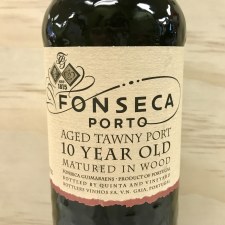 1815
FONSECA
PORTO
AGED TAWNY PORT
10 YEAR OLD
MATURED IN WOOD
FONSECA GUIMARAENS · PRODUCT OF PORTUGAL
BOTTLED BY QUINTA AND VINEYARD
BOTTLERS VINHOS SA, V.N. GAIA, PORTUGAL